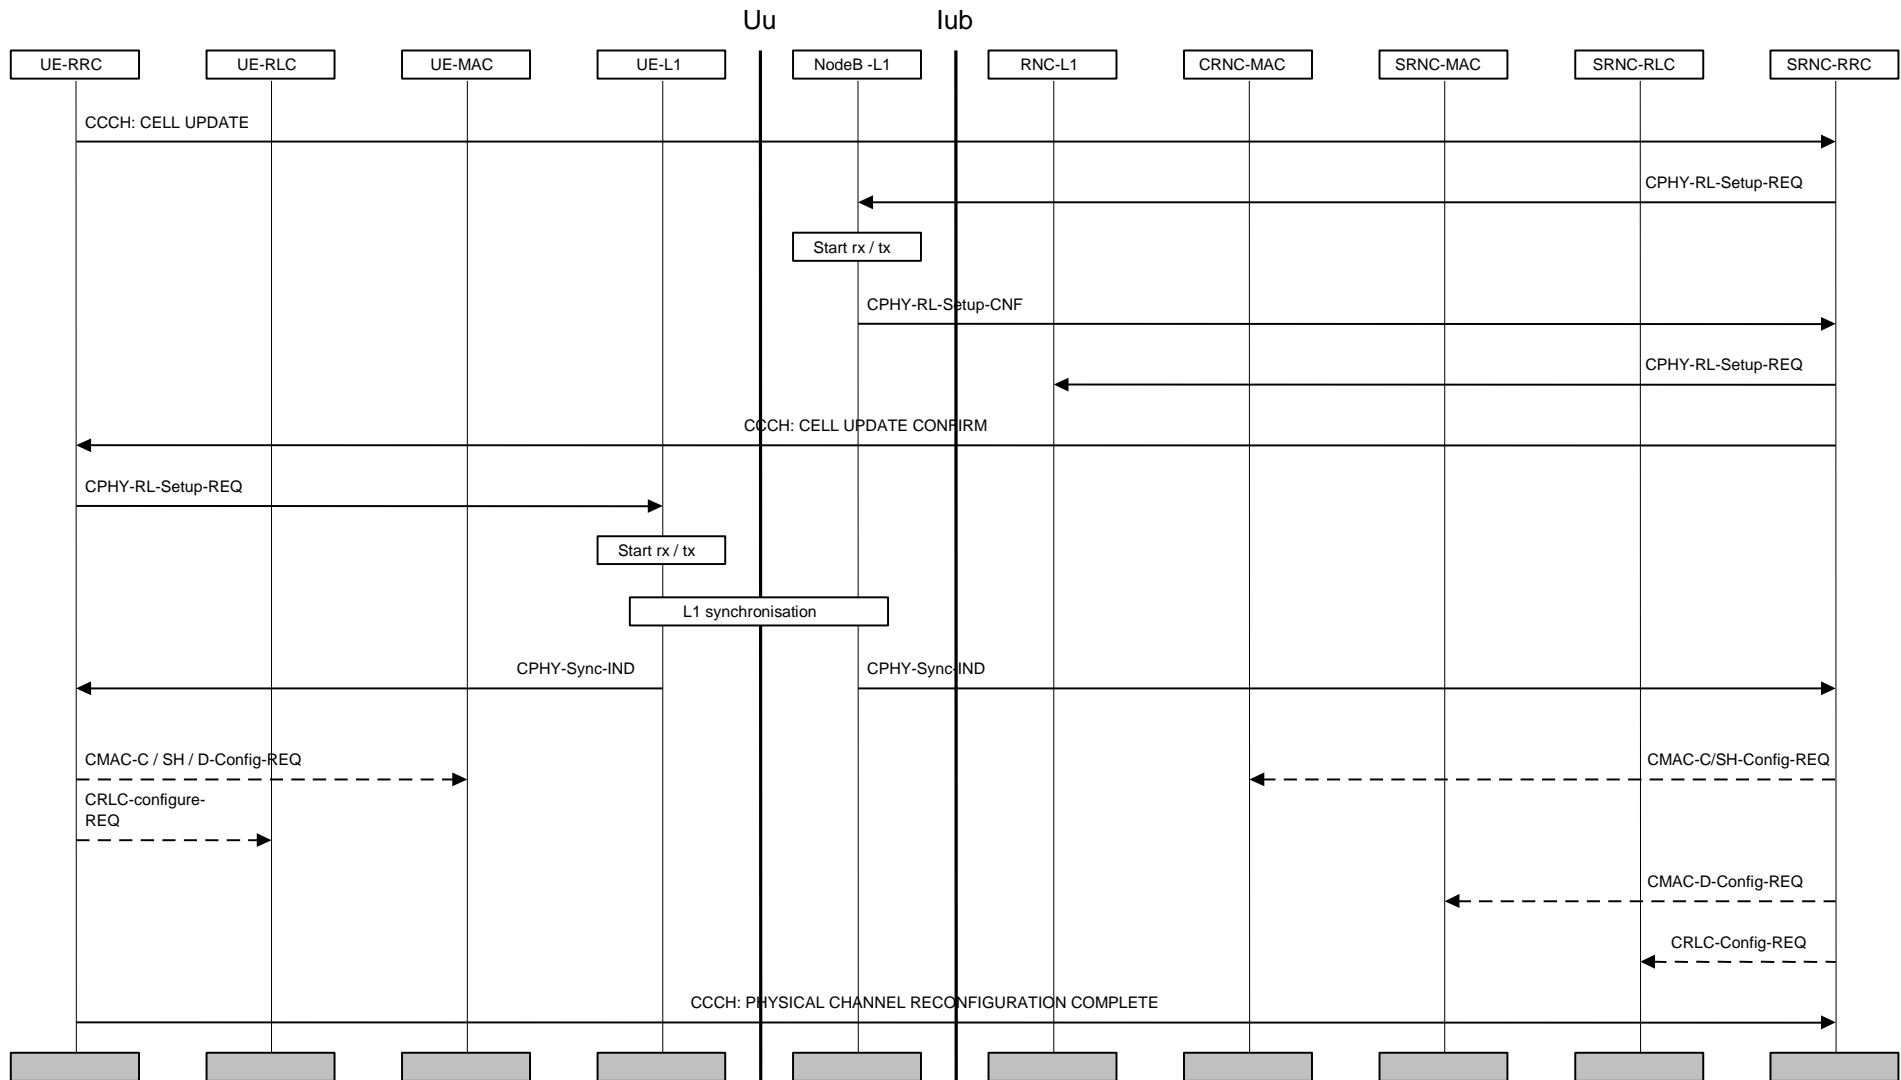 Uu
Iub
UE-RRC
UE-RLC
UE-MAC
UE-L1
NodeB -L1
RNC-L1
CRNC-MAC
SRNC-MAC
SRNC-RLC
SRNC-RRC
CCCH: CELL UPDATE
CPHY-RL-Setup-REQ
Start rx / tx
CPHY-RL-Setup-CNF
CPHY-RL-Setup-REQ
CCCH: CELL UPDATE CONFIRM
CPHY-RL-Setup-REQ
Start rx / tx
L1 synchronisation
CPHY-Sync-IND
CPHY-Sync-IND
CMAC-C / SH / D-Config-REQ
CMAC-C/SH-Config-REQ
CRLC-configure-
REQ
CMAC-D-Config-REQ
CRLC-Config-REQ
CCCH: PHYSICAL CHANNEL RECONFIGURATION COMPLETE